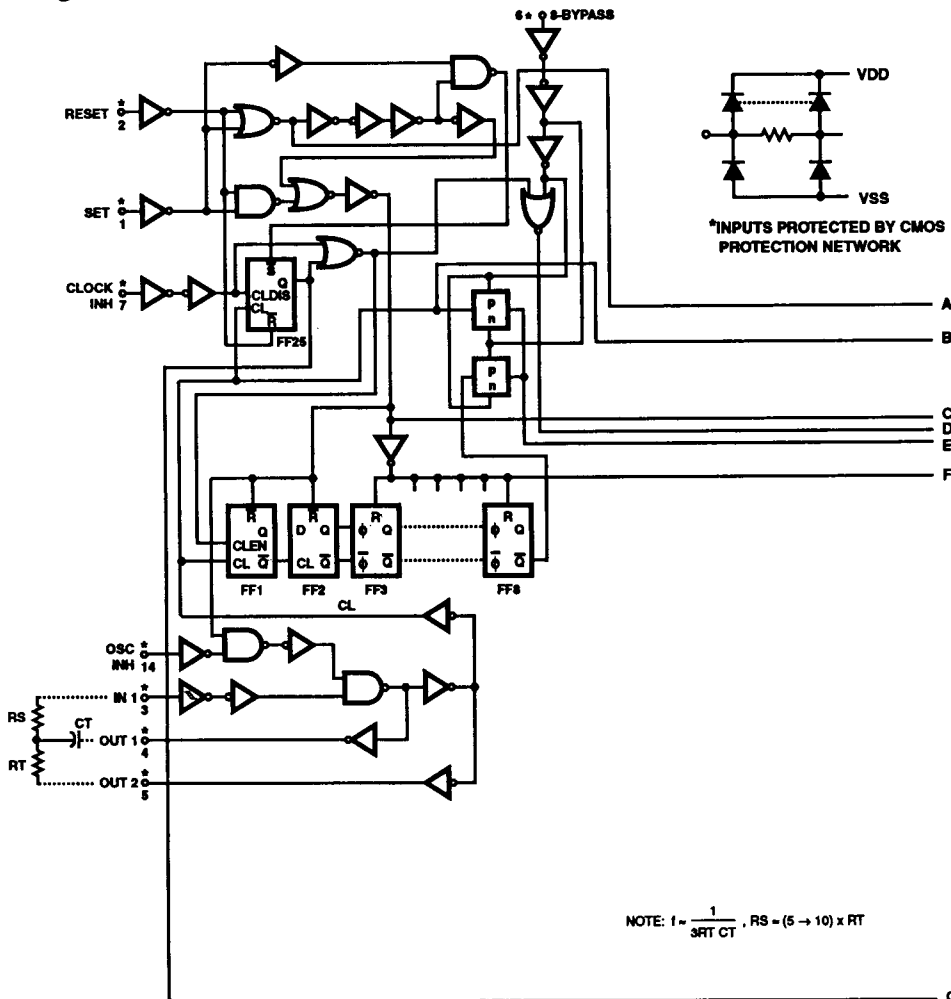 6 * 8-BYPASS
VDD
RESET * 2
VSS
SET * 1
*INPUTS PROTECTED BY CMOS
PROTECTION NETWORK
CLOCK INH * 7
S
Q
CLDIS
CL
R
FF25
p
n
p
n
A
B
C
D
E
F
R
Q
CLEN
CL Q
FF1
R
D Q
CL Q
FF2
R
ϕ Q
ϕ Q
FF3
R
ϕ Q
ϕ Q
FF8
CL
OSC INH * 14
IN 1 * 3
RS
CT
OUT 1 * 4
RT
OUT 2 * 5
NOTE: f ≈ 1 / 3RT CT , RS ≈ (5 → 10) x RT